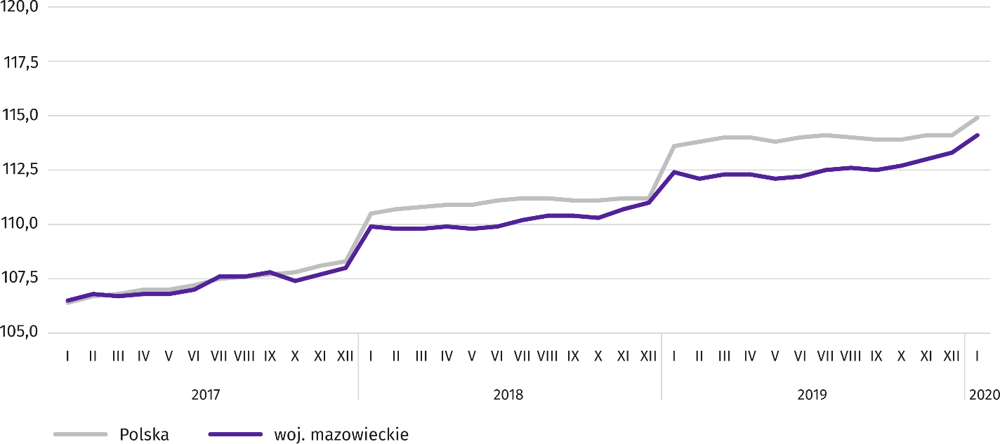 120,0
117,5
115,0
112,5
110,0
107,5
105,0
I II III IV V VI VII VIII IX X XI XII I II III IV V VI VII VIII IX X XI XII I II III IV V VI VII VIII IX X XI XII I
2017 2018 2019 2020
Polska woj. mazowieckie